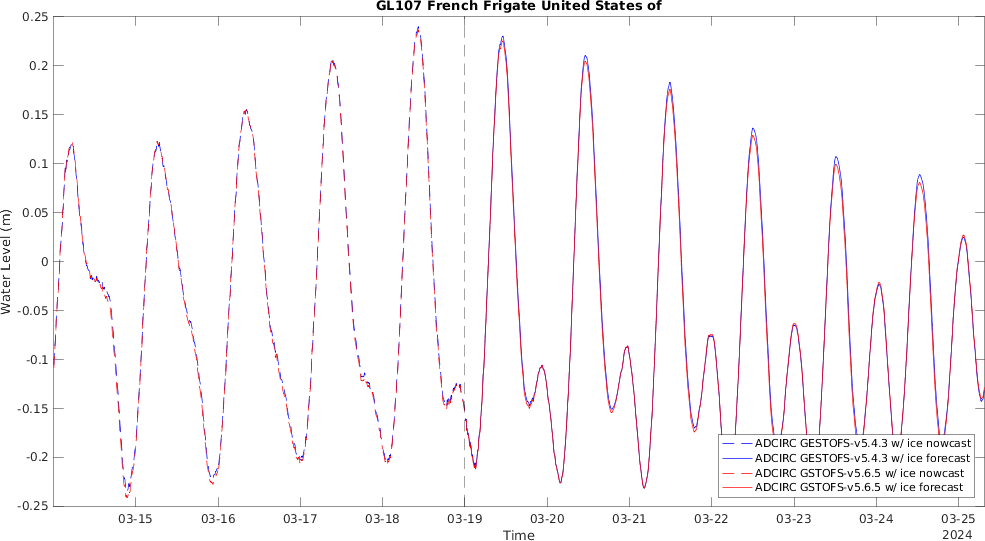 GL107 French Frigate United States of
0.25
0.2
0.15
0.1
0.05
0
-0.05
-0.1
-0.15
-0.2
-0.25
Water Level (m)
ADCIRC GESTOFS-v5.4.3 w/ ice nowcast
ADCIRC GESTOFS-v5.4.3 w/ ice forecast
ADCIRC GSTOFS-v5.6.5 w/ ice nowcast
ADCIRC GSTOFS-v5.6.5 w/ ice forecast
03-15 03-16 03-17 03-18 03-19 03-20 03-21 03-22 03-23 03-24 03-25
Time 2024